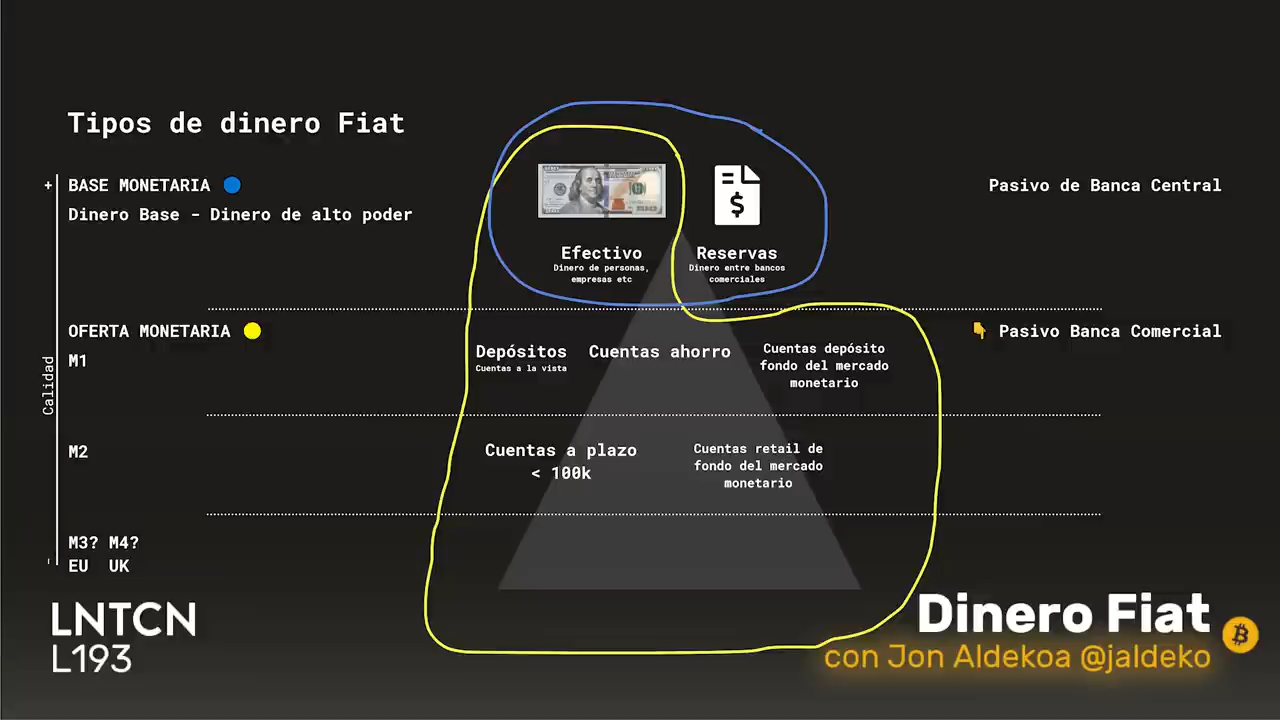 Tipos de dinero Fiat
+ BASE MONETARIA
Dinero Base - Dinero de alto poder
Pasivo de Banca Central
Efectivo
Dinero de personas,
empresas etc
Reservas
Dinero entre bancos
comerciales
OFERTA MONETARIA
Pasivo Banca Comercial
M1
Depósitos
Cuentas a la vista
Cuentas ahorro
Cuentas depósito
fondo del mercado
monetario
Calidad
M2
Cuentas a plazo
< 100k
Cuentas retail de
fondo del mercado
monetario
M3? M4?
EU UK
LNTCN
L193
Dinero Fiat
con Jon Aldekoa @jaldeko